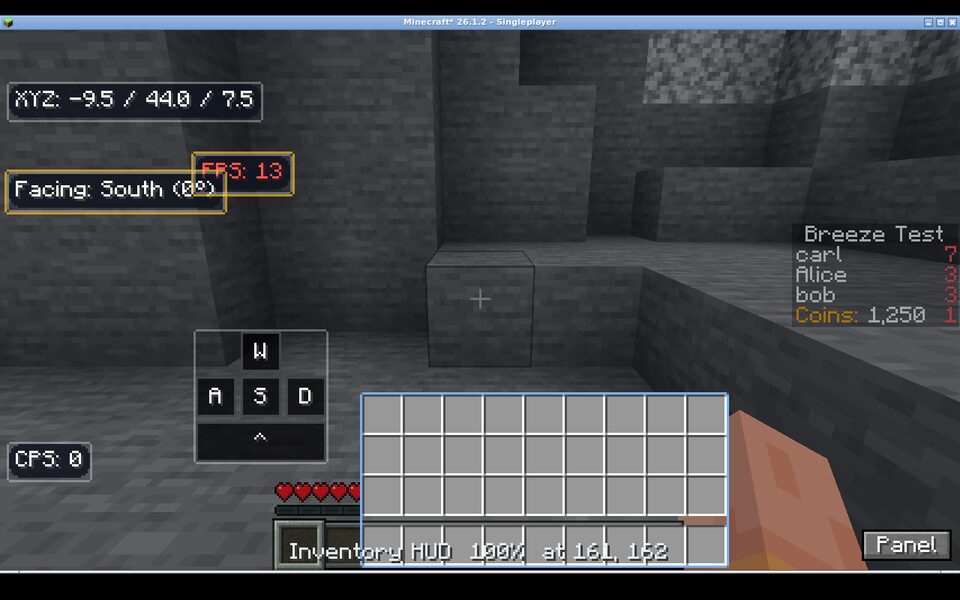 Minecraft* 26.1.2 - Singleplayer
XYZ: -9.5 / 44.0 / 7.5
FPS: 13
Facing: South (0°)
Breeze Test
carl 7
Alice 3
bob 3
Coins: 1,250 1
W
A S D
^
CPS: 0
Inventory HUD 100% at 161, 162
Panel